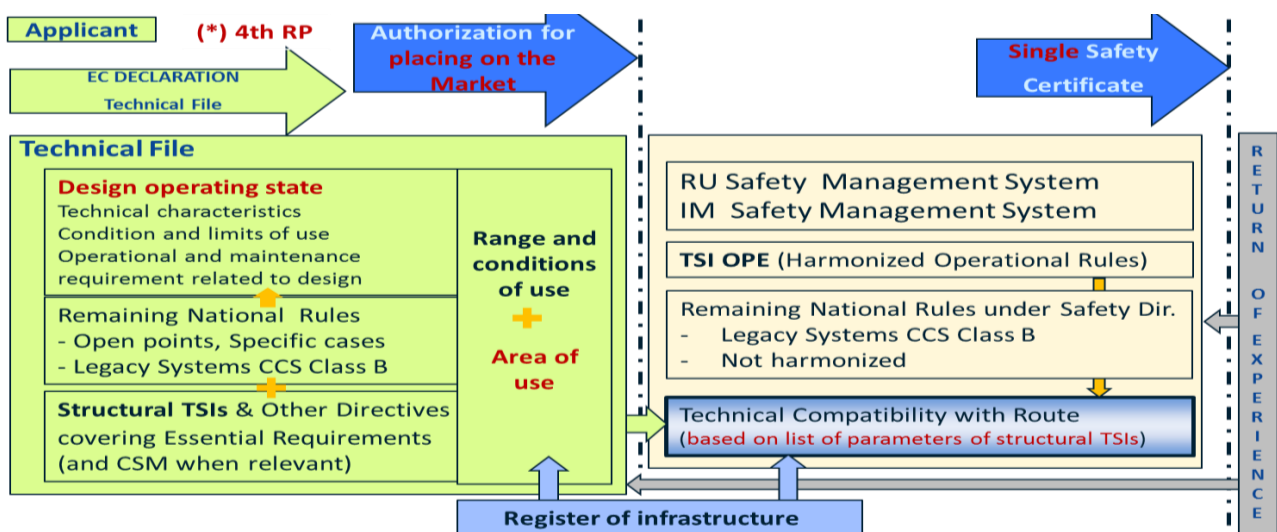 Applicant
(*) 4th RP
EC DECLARATION
Technical File
Authorization for
placing on the
Market
Single Safety
Certificate
Technical File
Design operating state
Technical characteristics
Condition and limits of use
Operational and maintenance
requirement related to design
Remaining National Rules
- Open points, Specific cases
- Legacy Systems CCS Class B
Structural TSIs & Other Directives
covering Essential Requirements
(and CSM when relevant)
Range and
conditions
of use
Area of
use
RU Safety Management System
IM Safety Management System
TSI OPE (Harmonized Operational Rules)
Remaining National Rules under Safety Dir.
- Legacy Systems CCS Class B
- Not harmonized
Technical Compatibility with Route
(based on list of parameters of structural TSIs)
Register of infrastructure
RETURN OF EXPERIENCE